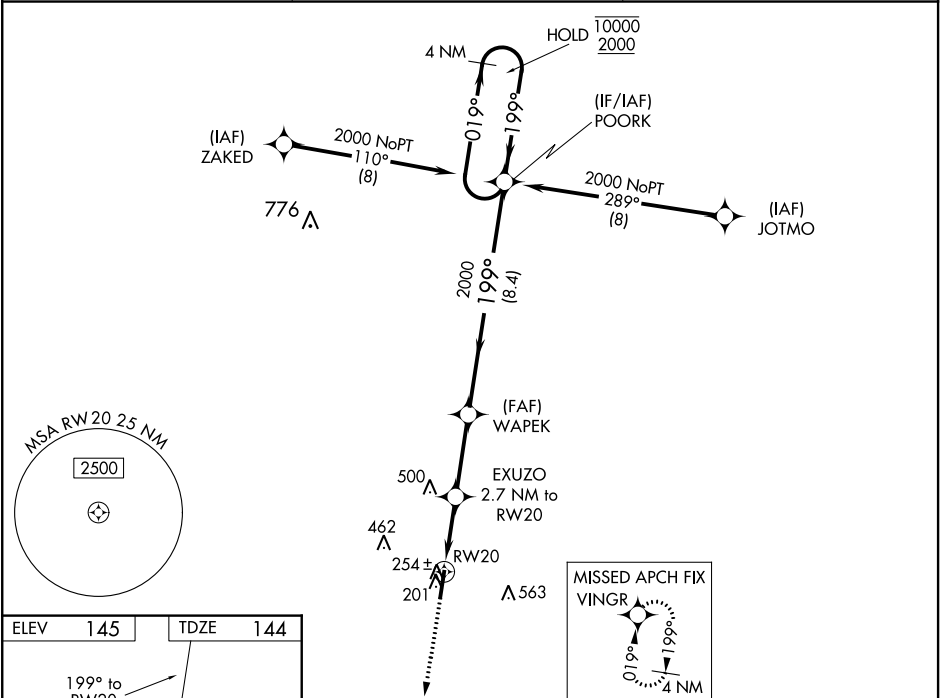 HOLD 10000
2000
4 NM
019°
199°
(IF/IAF)
POORK
(IAF)
ZAKED
2000 NoPT
110°
(8)
2000 NoPT
289°
(8)
(IAF)
JOTMO
776
2000
199°
(8.4)
(FAF)
WAPEK
MSA RW20 25 NM
2500
500
EXUZO
2.7 NM to
RW20
462
254 ±
RW20
201
563
MISSED APCH FIX
VINGR
019°
199°
4 NM
ELEV 145
TDZE 144
199° to
RW20